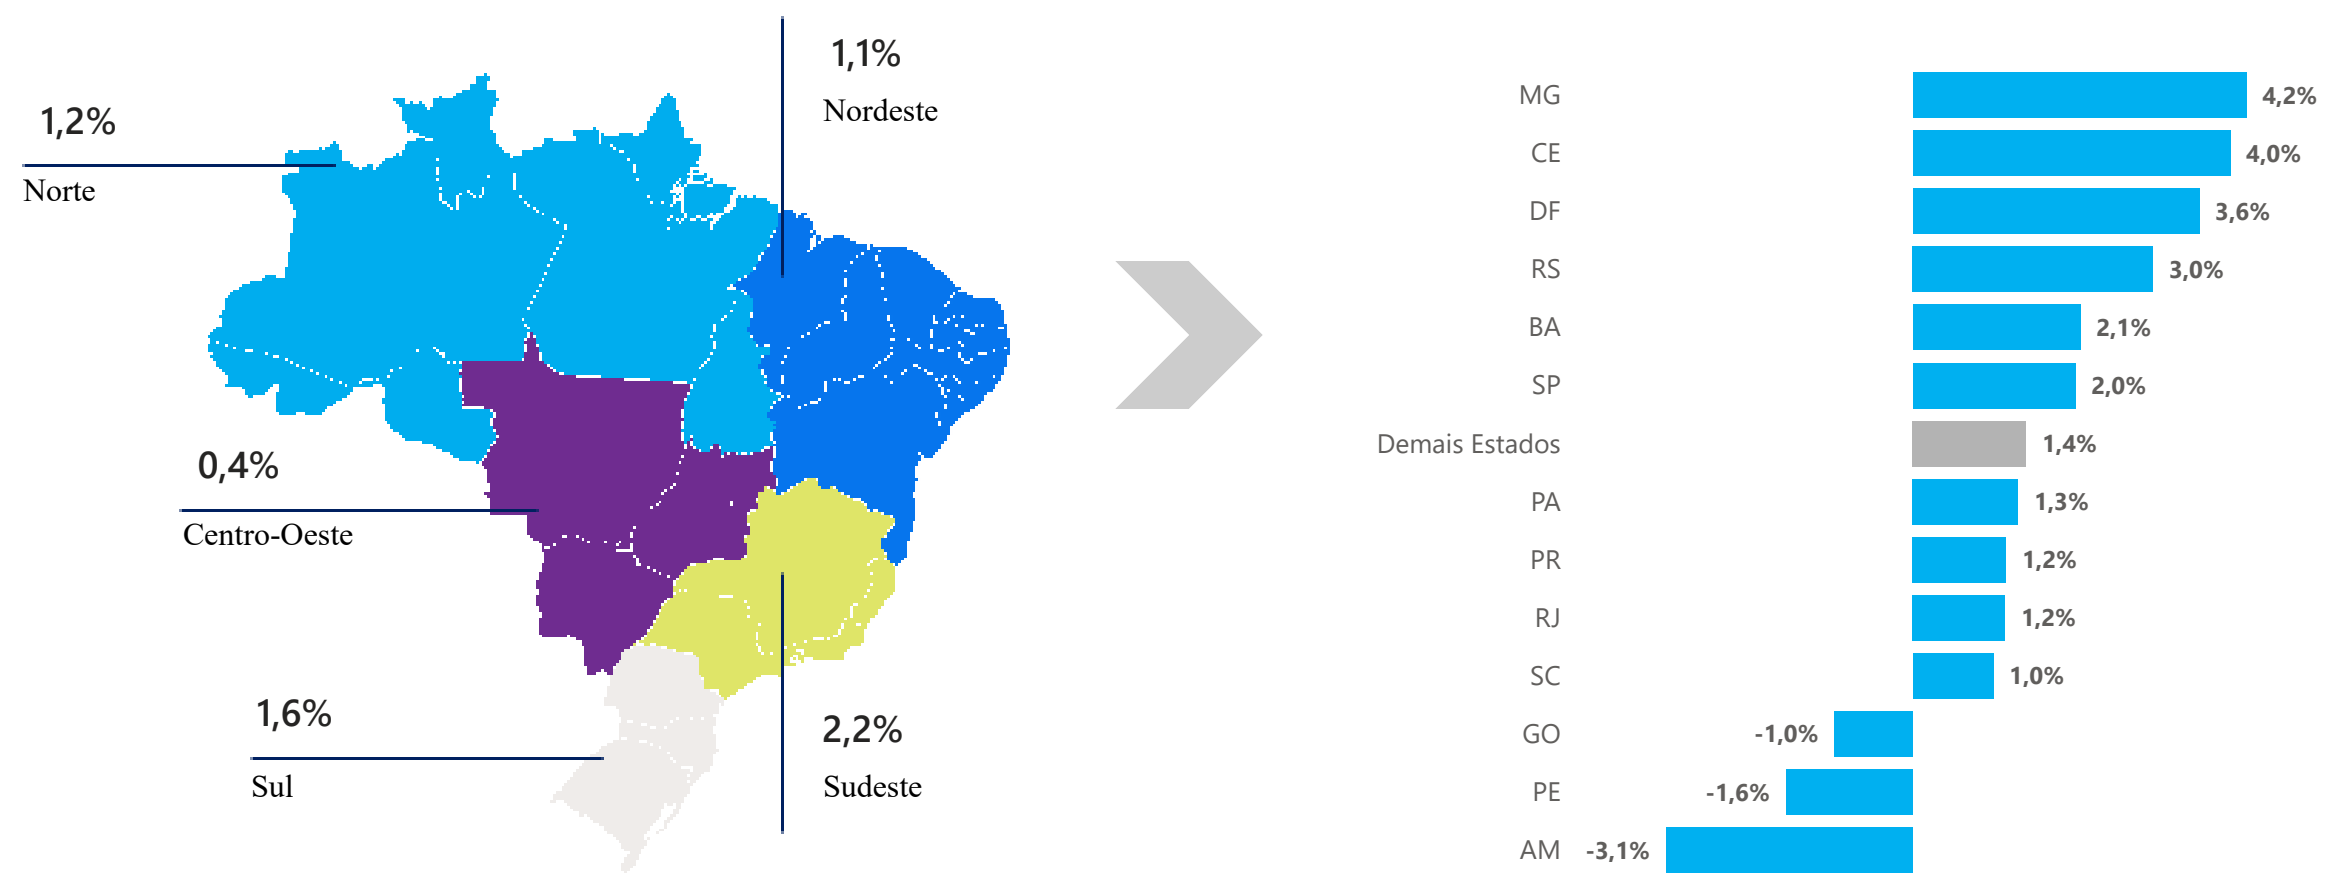 1,2%
Norte
1,1%
Nordeste
0,4%
Centro-Oeste
1,6%
Sul
2,2%
Sudeste
MG 4,2%
CE 4,0%
DF 3,6%
RS 3,0%
BA 2,1%
SP 2,0%
Demais Estados 1,4%
PA 1,3%
PR 1,2%
RJ 1,2%
SC 1,0%
GO -1,0%
PE -1,6%
AM -3,1%